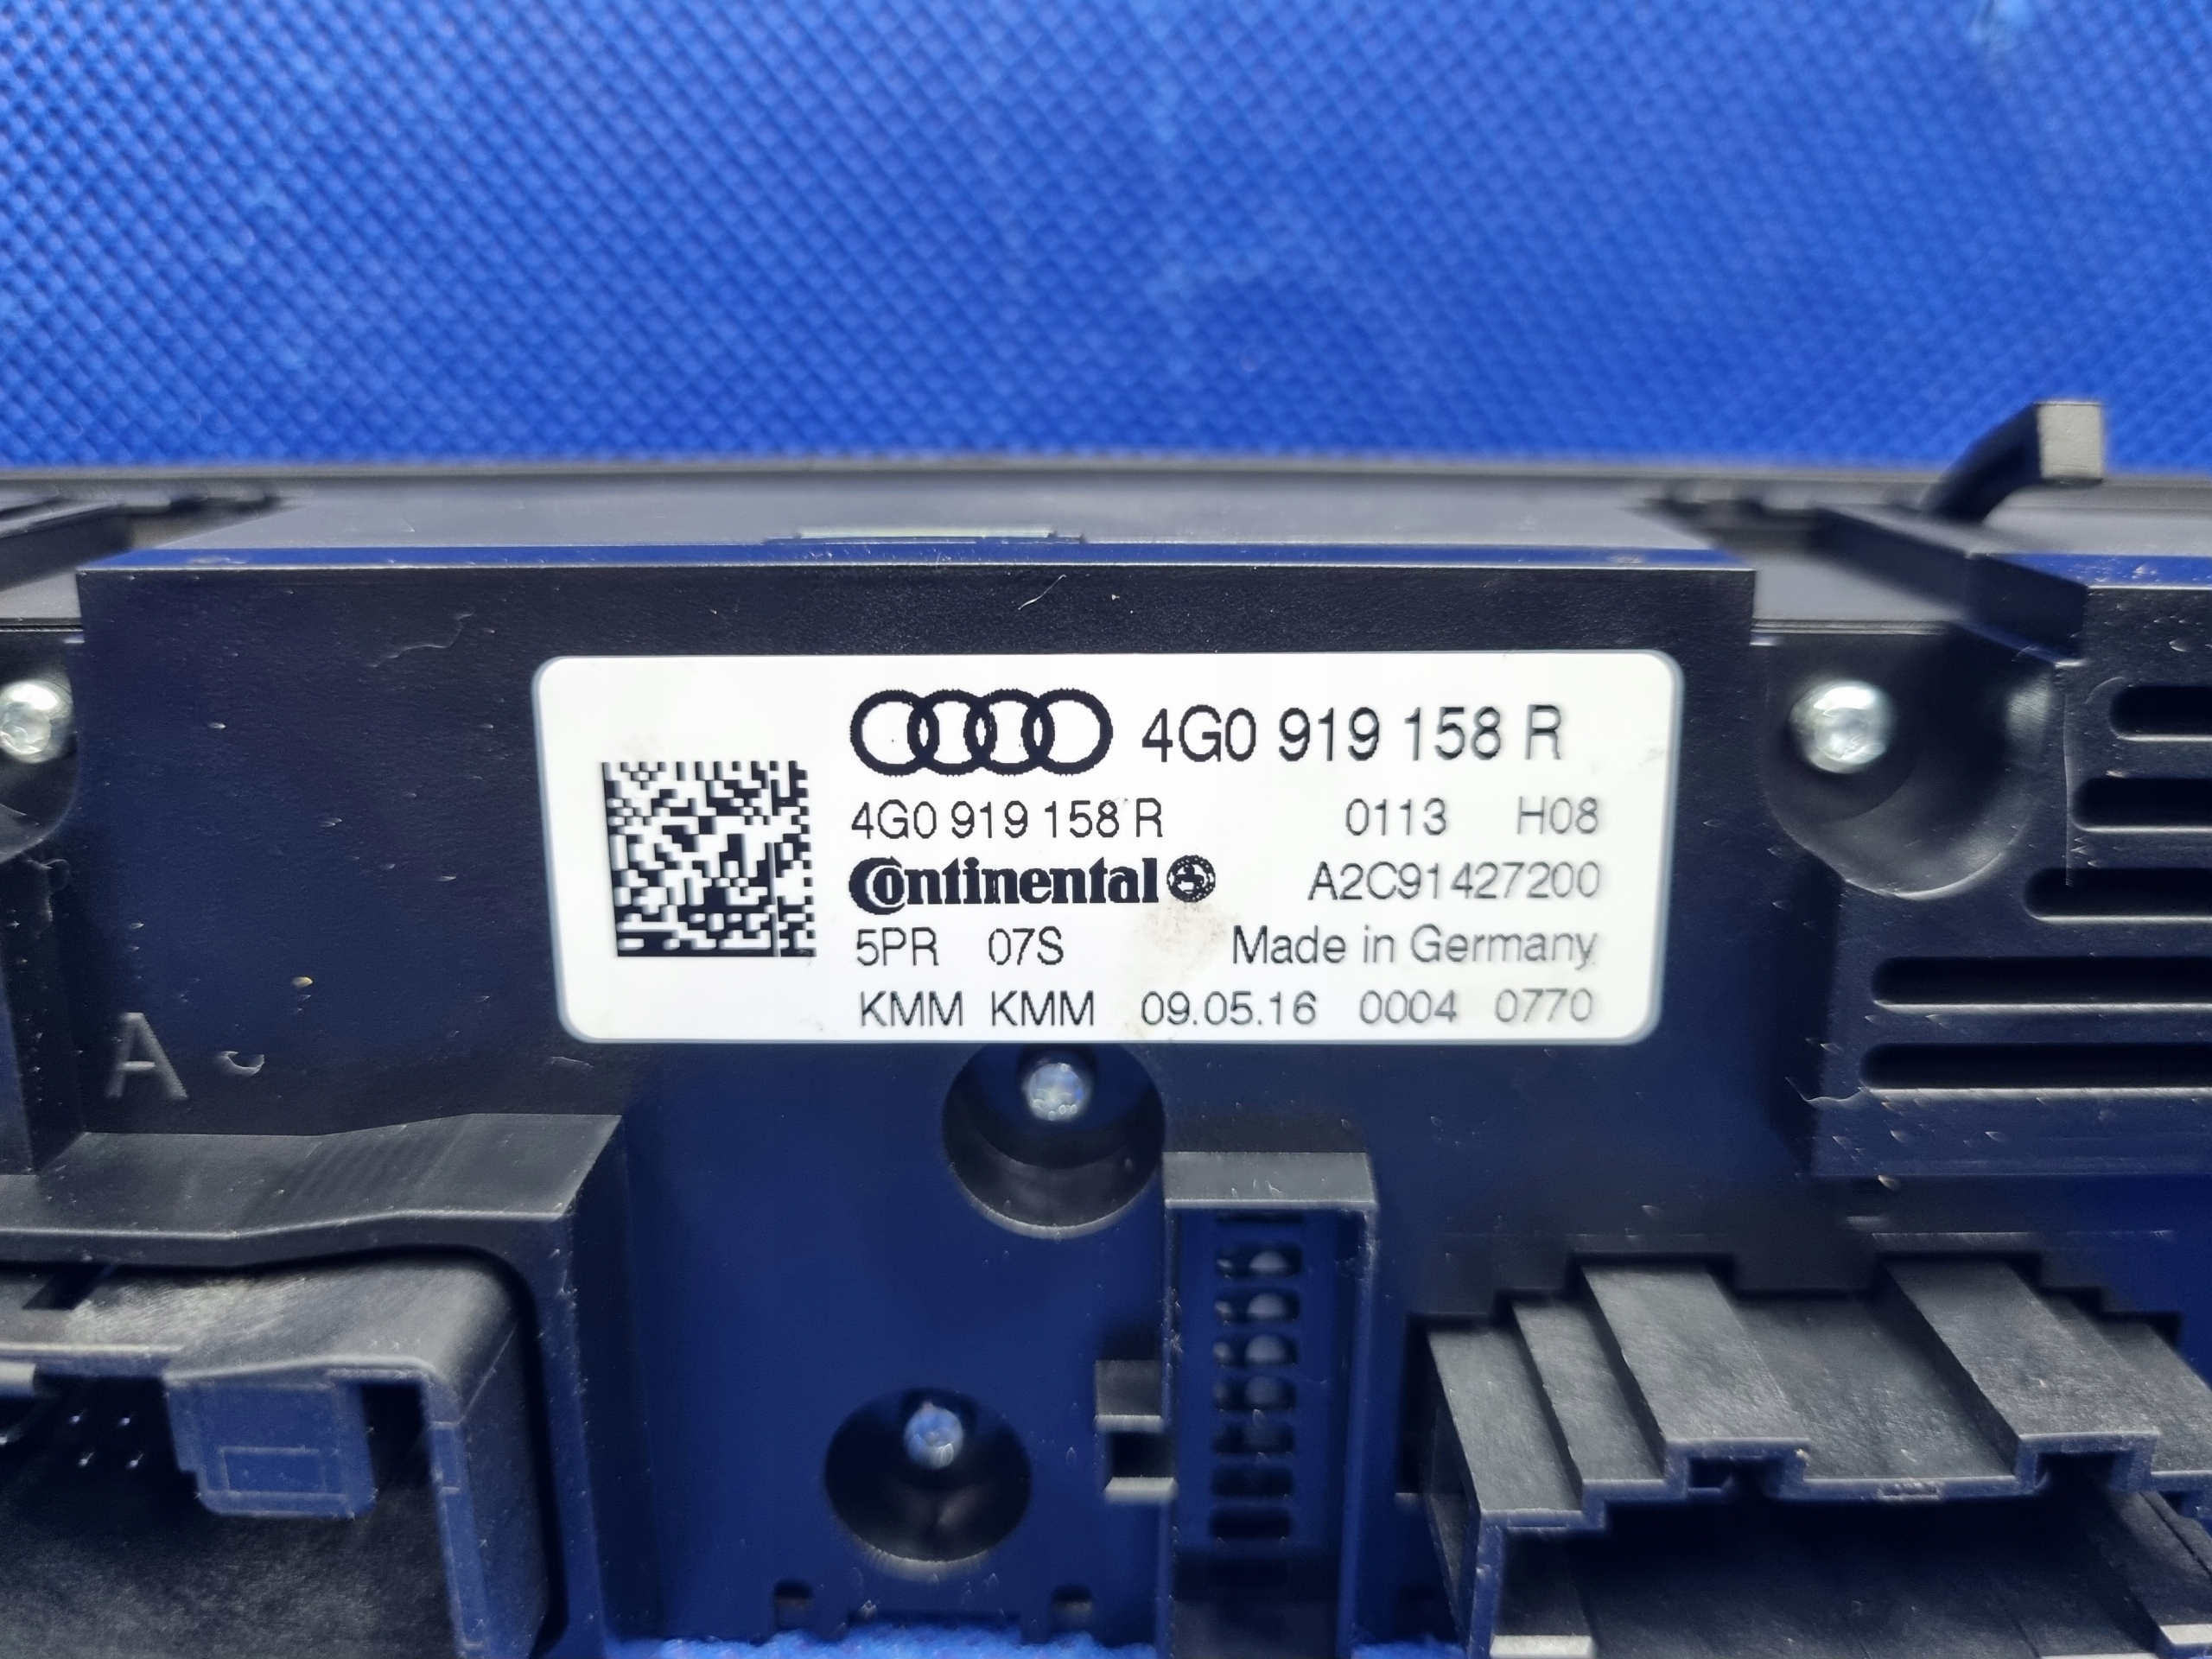 4G0 919 158 R
4G0 919 158 R 0113 H08
Continental A2C91427200
5PR 07S Made in Germany
KMM KMM 09.05.16 0004 0770
A